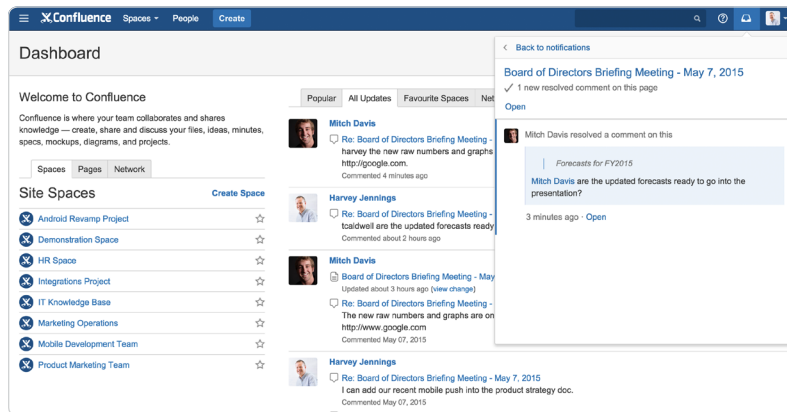 Confluence Spaces People Create
Dashboard
Welcome to Confluence
Confluence is where your team collaborates and shares
knowledge — create, share and discuss your files, ideas, minutes,
specs, mockups, diagrams, and projects.
Spaces Pages Network
Site Spaces Create Space
Android Revamp Project
Demonstration Space
HR Space
Integrations Project
IT Knowledge Base
Marketing Operations
Mobile Development Team
Product Marketing Team
Popular All Updates Favourite Spaces Net
Mitch Davis
Re: Board of Directors Briefing Meeting -
harvey the new raw numbers and graphs
http://google.com.
Commented 4 minutes ago
Harvey Jennings
Re: Board of Directors Briefing Meeting -
tcaldwell are the updated forecasts ready
Commented about 2 hours ago
Mitch Davis
Board of Directors Briefing Meeting - May
Updated about 3 hours ago (view change)
Re: Board of Directors Briefing Meeting -
The new raw numbers and graphs are on
http://www.google.com
Commented May 07, 2015
Harvey Jennings
Re: Board of Directors Briefing Meeting - May 7, 2015
I can add our recent mobile push into the product strategy doc.
Commented May 07, 2015
Back to notifications
Board of Directors Briefing Meeting - May 7, 2015
1 new resolved comment on this page
Open
Mitch Davis resolved a comment on this
Forecasts for FY2015
Mitch Davis are the updated forecasts ready to go into the
presentation?
3 minutes ago · Open